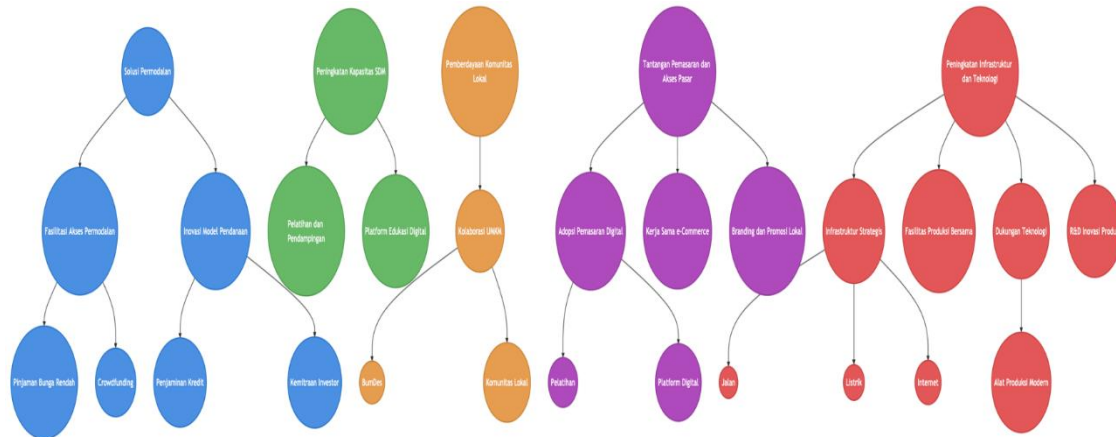 Solusi Permodalan
Peningkatan Kapasitas SDM
Pemberdayaan Komunitas
Lokal
Tantangan Pemasaran dan
Akses Pasar
Peningkatan Infrastruktur
dan Teknologi
Fasilitasi Akses Permodalan
Inovasi Model Pendanaan
Pelatihan dan
Pendampingan
Platform Edukasi Digital
Kolaborasi UMKM
Adopsi Pemasaran Digital
Kerja Sama e-Commerce
Branding dan Promosi Lokal
Infrastruktur Strategis
Fasilitas Produksi Bersama
Dukungan Teknologi
R&D Inovasi Produk
Pinjaman Bunga Rendah
Crowdfunding
Penjaminan Kredit
Kemitraan Investor
BumDes
Komunitas Lokal
Pelatihan
Platform Digital
Jalan
Listrik
Internet
Alat Produksi Modern